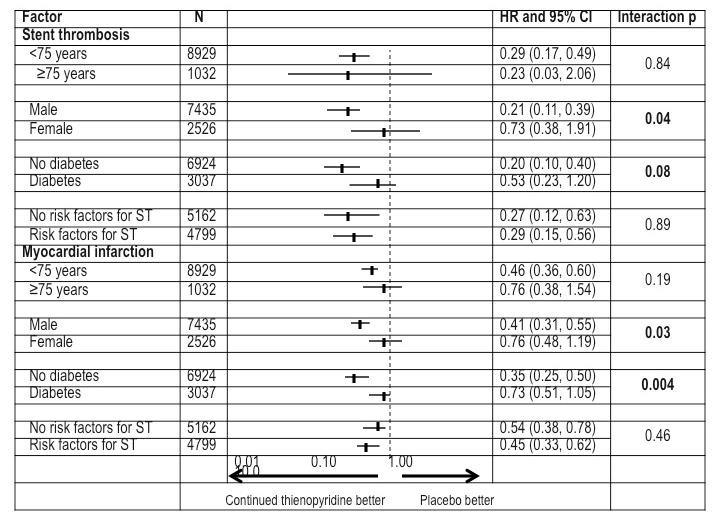 Factor N HR and 95% CI Interaction p
Stent thrombosis
<75 years 8929 0.29 (0.17, 0.49) 0.84
≥75 years 1032 0.23 (0.03, 2.06)
Male 7435 0.21 (0.11, 0.39) 0.04
Female 2526 0.73 (0.38, 1.91)
No diabetes 6924 0.20 (0.10, 0.40) 0.08
Diabetes 3037 0.53 (0.23, 1.20)
No risk factors for ST 5162 0.27 (0.12, 0.63) 0.89
Risk factors for ST 4799 0.29 (0.15, 0.56)
Myocardial infarction
<75 years 8929 0.46 (0.36, 0.60) 0.19
≥75 years 1032 0.76 (0.38, 1.54)
Male 7435 0.41 (0.31, 0.55) 0.03
Female 2526 0.76 (0.48, 1.19)
No diabetes 6924 0.35 (0.25, 0.50) 0.004
Diabetes 3037 0.73 (0.51, 1.05)
No risk factors for ST 5162 0.54 (0.38, 0.78) 0.46
Risk factors for ST 4799 0.45 (0.33, 0.62)
0.01 0.10 1.00
10.0
Continued thienopyridine better Placebo better